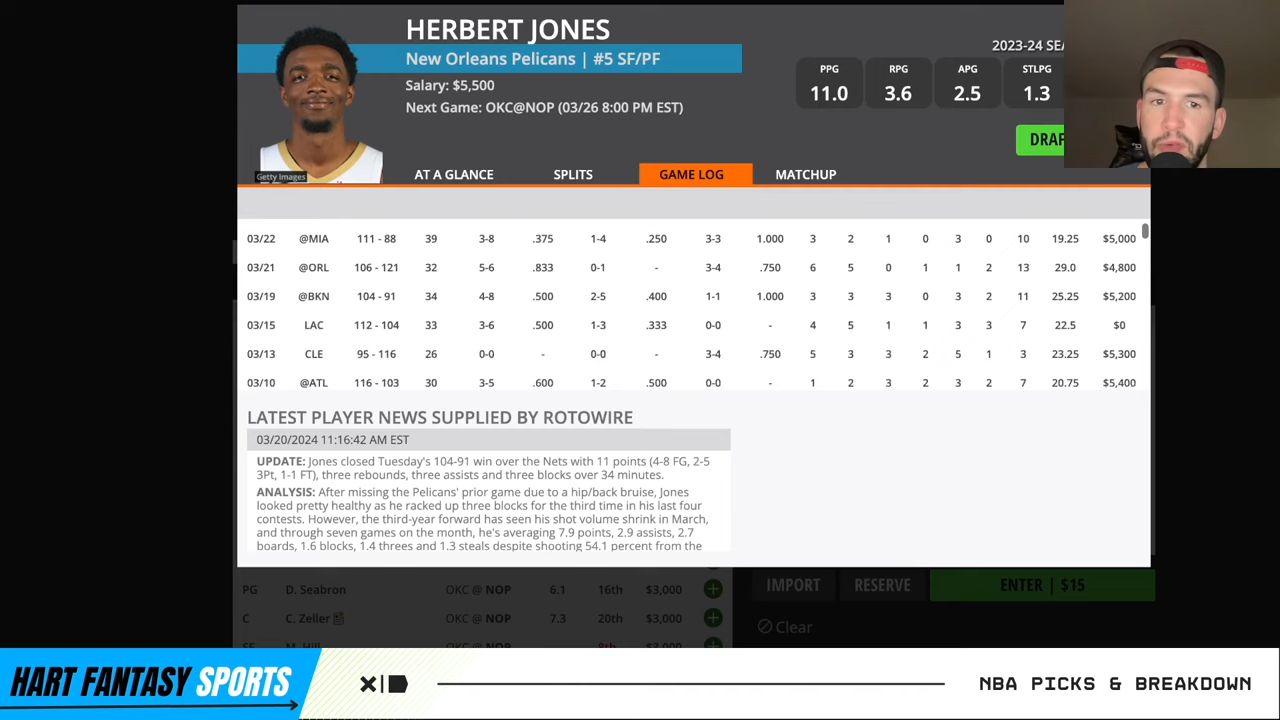 HERBERT JONES
New Orleans Pelicans | #5 SF/PF
Salary: $5,500
Next Game: OKC@NOP (03/26 8:00 PM EST)
2023-24 SEA
PPG RPG APG STLPG
11.0 3.6 2.5 1.3
DRAF
Getty Images
AT A GLANCE SPLITS GAME LOG MATCHUP
03/22 @MIA 111 - 88 39 3-8 .375 1-4 .250 3-3 1.000 3 2 1 0 3 0 10 19.25 $5,000
03/21 @ORL 106 - 121 32 5-6 .833 0-1 - 3-4 .750 6 5 0 1 1 2 13 29.0 $4,800
03/19 @BKN 104 - 91 34 4-8 .500 2-5 .400 1-1 1.000 3 3 3 0 3 2 11 25.25 $5,200
03/15 LAC 112 - 104 33 3-6 .500 1-3 .333 0-0 - 4 5 1 1 3 3 7 22.5 $0
03/13 CLE 95 - 116 26 0-0 - 0-0 - 3-4 .750 5 3 3 2 5 1 3 23.25 $5,300
03/10 @ATL 116 - 103 30 3-5 .600 1-2 .500 0-0 - 1 2 3 2 3 2 7 20.75 $5,400
LATEST PLAYER NEWS SUPPLIED BY ROTOWIRE
03/20/2024 11:16:42 AM EST
UPDATE: Jones closed Tuesday's 104-91 win over the Nets with 11 points (4-8 FG, 2-5
3Pt, 1-1 FT), three rebounds, three assists and three blocks over 34 minutes.
ANALYSIS: After missing the Pelicans' prior game due to a hip/back bruise, Jones
looked pretty healthy as he racked up three blocks for the third time in his last four
contests. However, the third-year forward has seen his shot volume shrink in March,
and through seven games on the month, he's averaging 7.9 points, 2.9 assists, 2.7
boards, 1.6 blocks, 1.4 threes and 1.3 steals despite shooting 54.1 percent from the
PG D. Seabron OKC @ NOP 6.1 16th $3,000
C C. Zeller OKC @ NOP 7.3 20th $3,000
IMPORT RESERVE ENTER | $15
Clear
HART FANTASY SPORTS
NBA PICKS & BREAKDOWN